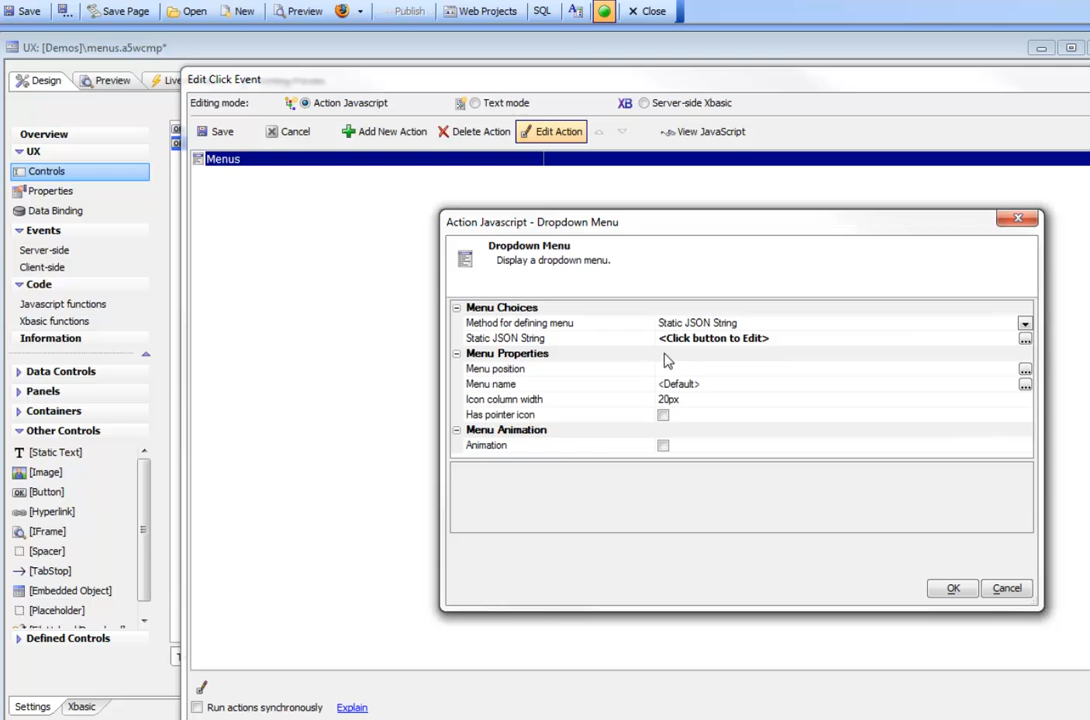 Save Save Page Open New Preview Publish Web Projects SQL Close
UX: [Demos]\menus.a5wcmp*
Design Preview Live
Edit Click Event
Editing mode: Action Javascript Text mode XB Server-side Xbasic
Save Cancel Add New Action Delete Action Edit Action View JavaScript
Menus
Overview
UX
Controls
Properties
Data Binding
Events
Server-side
Client-side
Code
Javascript functions
Xbasic functions
Information
Data Controls
Panels
Containers
Other Controls
T [Static Text]
[Image]
OK [Button]
[Hyperlink]
[IFrame]
[Spacer]
[TabStop]
[Embedded Object]
[Placeholder]
Defined Controls
Settings Xbasic
Action Javascript - Dropdown Menu
Dropdown Menu
Display a dropdown menu.
Menu Choices
Method for defining menu Static JSON String
Static JSON String <Click button to Edit>
Menu Properties
Menu position
Menu name <Default>
Icon column width 20px
Has pointer icon
Menu Animation
Animation
OK Cancel
Run actions synchronously Explain